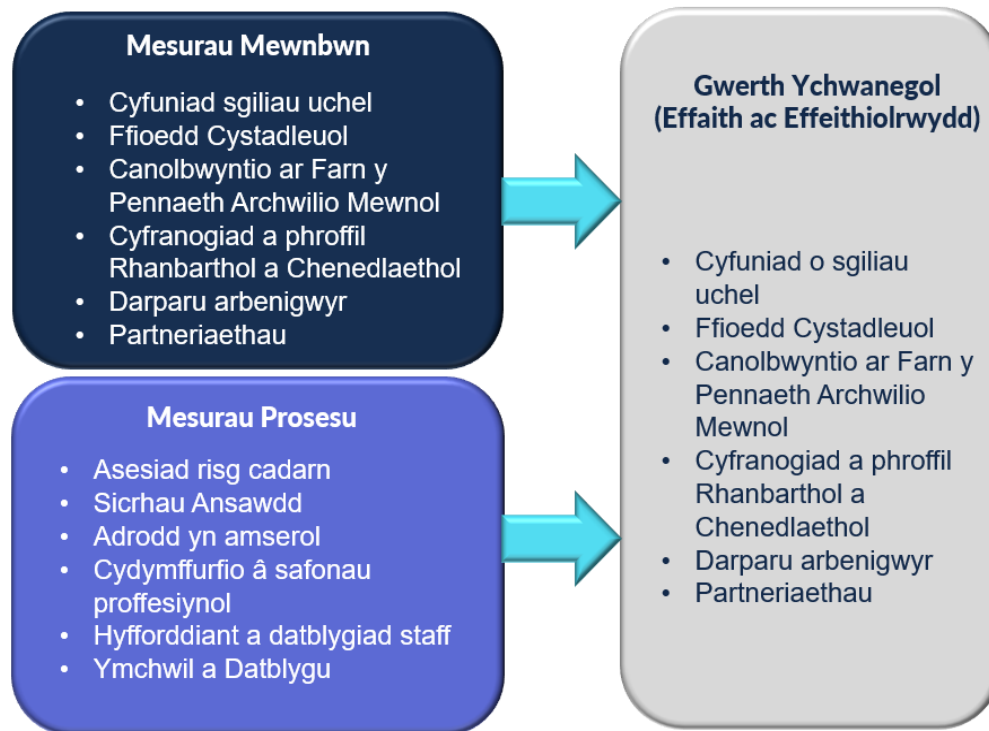 Mesurau Mewnbwn
• Cyfuniad sgiliau uchel
• Ffioedd Cystadleuol
• Canolbwyntio ar Farn y
Pennaeth Archwilio Mewnol
• Cyfranogiad a phroffil
Rhanbarthol a Chenedlaethol
• Darparu arbenigwyr
• Partneriaethau
Mesurau Prosesu
• Asesiad risg cadarn
• Sicrhau Ansawdd
• Adrodd yn amserol
• Cydymffurfio â safonau
proffesiynol
• Hyfforddiant a datblygiad staff
• Ymchwil a Datblygu
Gwerth Ychwanegol
(Effaith ac Effeithiolrwydd)
• Cyfuniad o sgiliau
uchel
• Ffioedd Cystadleuol
• Canolbwyntio ar Farn y
Pennaeth Archwilio
Mewnol
• Cyfranogiad a phroffil
Rhanbarthol a
Chenedlaethol
• Darparu arbenigwyr
• Partneriaethau